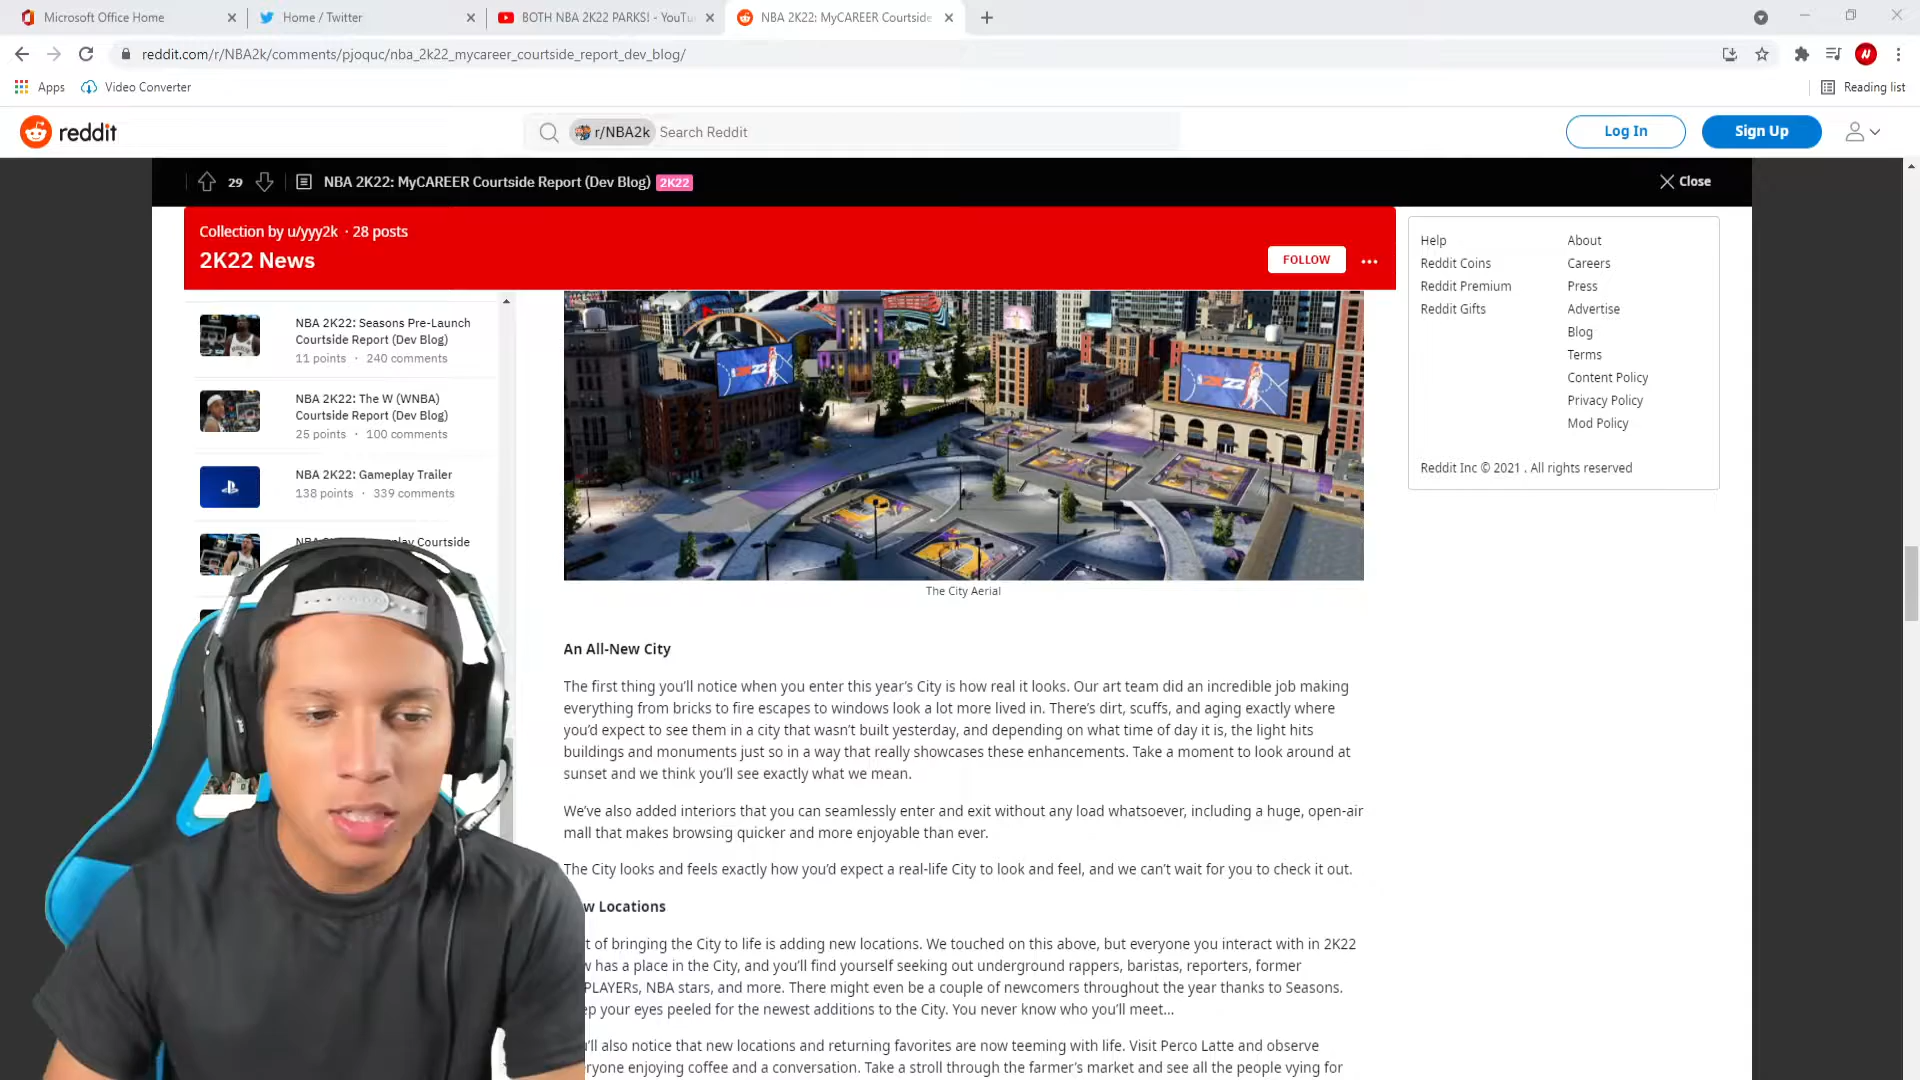 Microsoft Office Home
Home / Twitter
BOTH NBA 2K22 PARKS! - YouTu
NBA 2K22: MyCAREER Courtside
reddit.com/r/NBA2k/comments/pjoquc/nba_2k22_mycareer_courtside_report_dev_blog/
Apps
Video Converter
Reading list
reddit
r/NBA2k
Search Reddit
Log In
Sign Up
29
NBA 2K22: MyCAREER Courtside Report (Dev Blog) 2K22
Close
Collection by u/yyy2k · 28 posts
2K22 News
FOLLOW
NBA 2K22: Seasons Pre-Launch
Courtside Report (Dev Blog)
11 points · 240 comments
NBA 2K22: The W (WNBA)
Courtside Report (Dev Blog)
25 points · 100 comments
NBA 2K22: Gameplay Trailer
138 points · 339 comments
Courtside
2K22
2K22
The City Aerial
An All-New City
The first thing you'll notice when you enter this year's City is how real it looks. Our art team did an incredible job making
everything from bricks to fire escapes to windows look a lot more lived in. There's dirt, scuffs, and aging exactly where
you'd expect to see them in a city that wasn't built yesterday, and depending on what time of day it is, the light hits
buildings and monuments just so in a way that really showcases these enhancements. Take a moment to look around at
sunset and we think you'll see exactly what we mean.
We've also added interiors that you can seamlessly enter and exit without any load whatsoever, including a huge, open-air
mall that makes browsing quicker and more enjoyable than ever.
The City looks and feels exactly how you'd expect a real-life City to look and feel, and we can't wait for you to check it out.
Locations
of bringing the City to life is adding new locations. We touched on this above, but everyone you interact with in 2K22
has a place in the City, and you'll find yourself seeking out underground rappers, baristas, reporters, former
PLAYERs, NBA stars, and more. There might even be a couple of newcomers throughout the year thanks to Seasons.
your eyes peeled for the newest additions to the City. You never know who you'll meet...
also notice that new locations and returning favorites are now teeming with life. Visit Perco Latte and observe
enjoying coffee and a conversation. Take a stroll through the farmer's market and see all the people vying for
Help
Reddit Coins
Reddit Premium
Reddit Gifts
About
Careers
Press
Advertise
Blog
Terms
Content Policy
Privacy Policy
Mod Policy
Reddit Inc © 2021 . All rights reserved